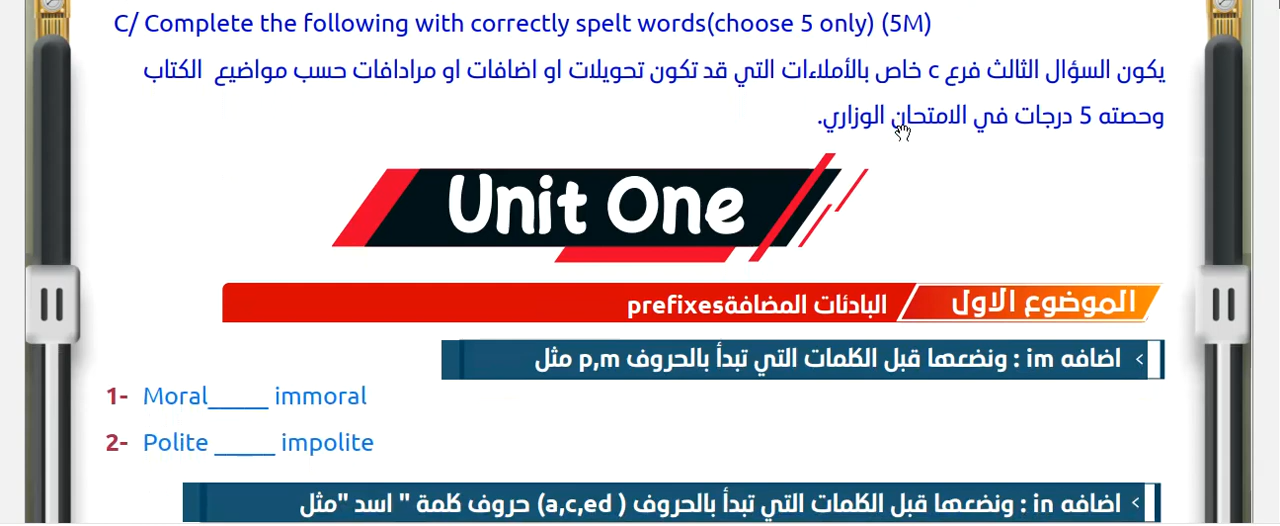 C/ Complete the following with correctly spelt words(choose 5 only) (5M)
يكون السؤال الثالث فرع c خاص بالأملاءات التي قد تكون تحويلات او اضافات او مرادافات حسب مواضيع الكتاب
وحصته 5 درجات في الامتحان الوزاري.
Unit One
الموضوع الاول
البادئات المضافةprefixes
اضافه im : ونضعها قبل الكلمات التي تبدأ بالحروف p,m مثل
1- Moral_____ immoral
2- Polite _____ impolite
اضافه in : ونضعها قبل الكلمات التي تبدأ بالحروف ( a,c,ed) حروف كلمة " اسد "مثل